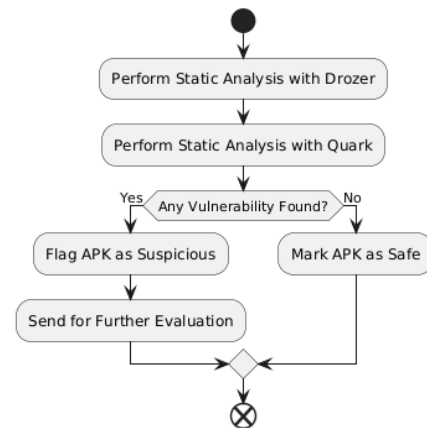 Perform Static Analysis with Drozer
Perform Static Analysis with Quark
Any Vulnerability Found?
Yes
No
Flag APK as Suspicious
Mark APK as Safe
Send for Further Evaluation